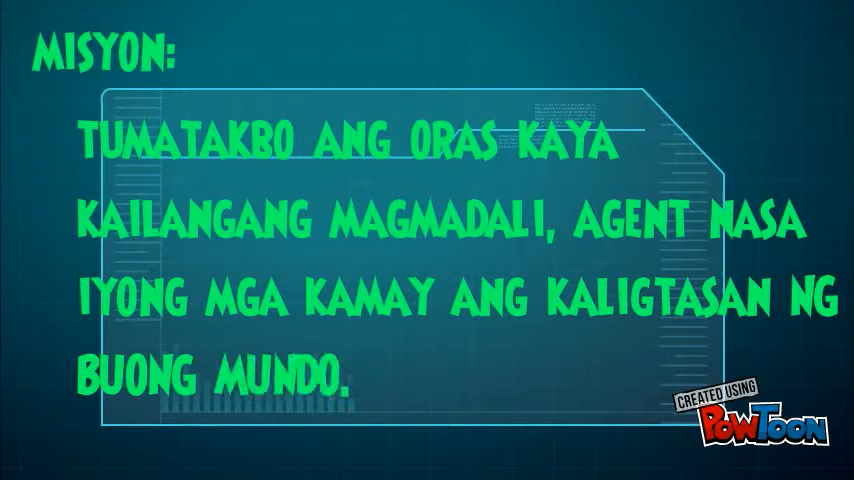 MISYON:
TUMATAKBO ANG ORAS KAYA
KAILANGANG MAGMADALI, AGENT NASA
IYONG MGA KAMAY ANG KALIGTASAN NG
BUONG MUNDO.
CREATED USING
POWTOON